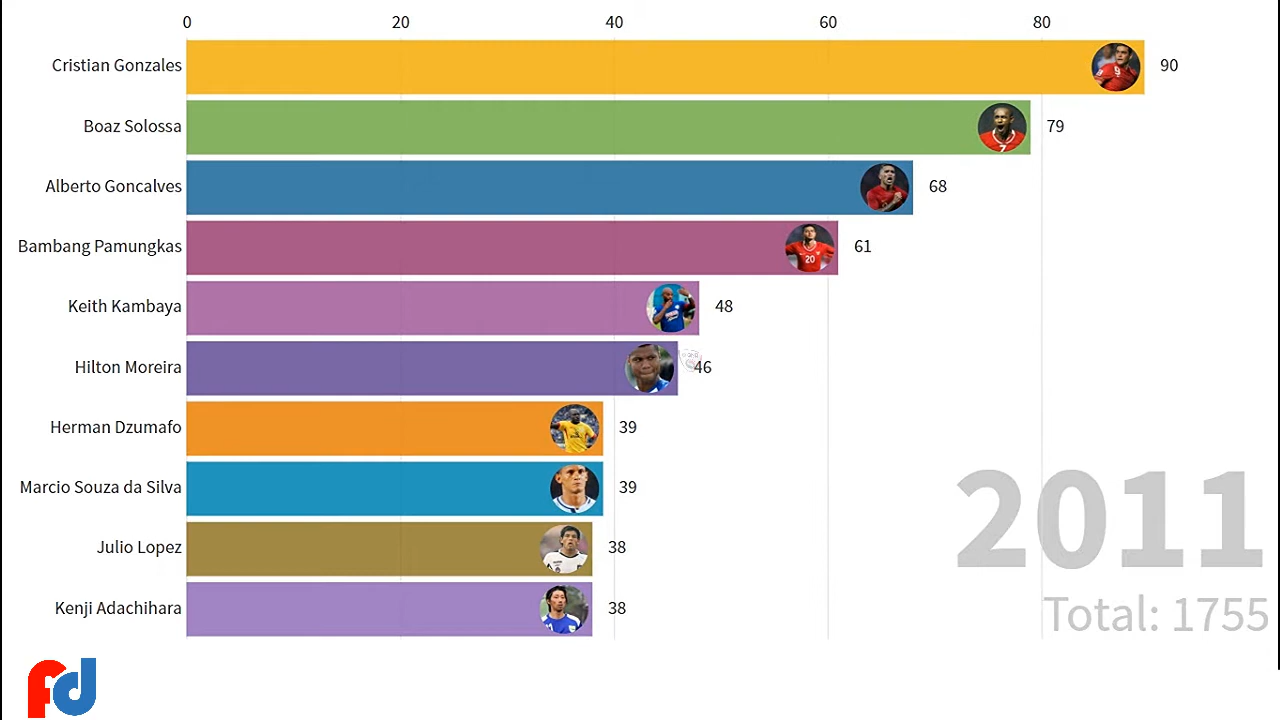 0 20 40 60 80
Cristian Gonzales 90
Boaz Solossa 79
Alberto Goncalves 68
Bambang Pamungkas 61
Keith Kambaya 48
Hilton Moreira 46
Herman Dzumafo 39
Marcio Souza da Silva 39
Julio Lopez 38
Kenji Adachihara 38
2011
Total: 1755
fd